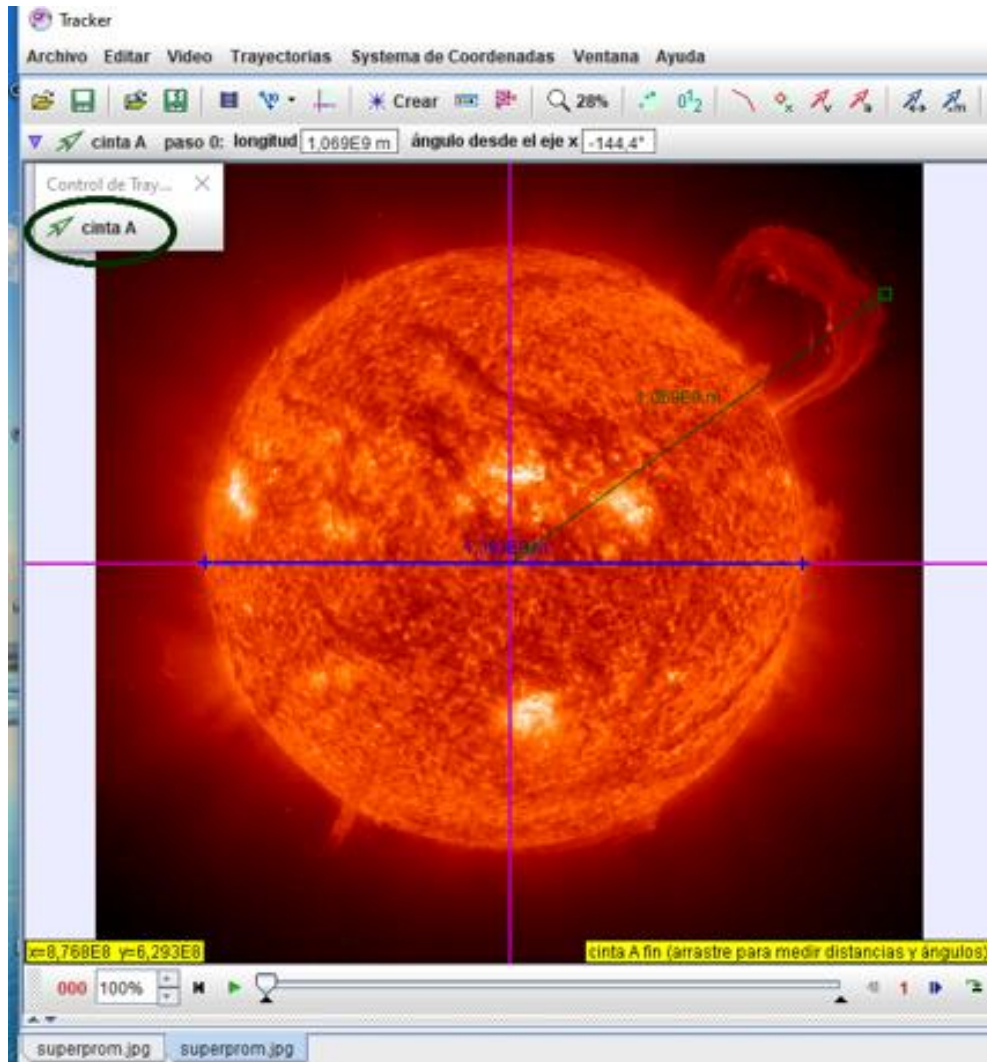 Tracker
Archivo Editar Video Trayectorias Systema de Coordenadas Ventana Ayuda
Crear 28%
cinta A paso 0: longitud 1,069E9 m ángulo desde el eje x -144,4°
Control de Tray...
cinta A
1,069E9 m
x=8,768E8 y=6,293E8
cinta A fin (arrastre para medir distancias y ángulos)
000 100% 1
superprom.jpg superprom.jpg